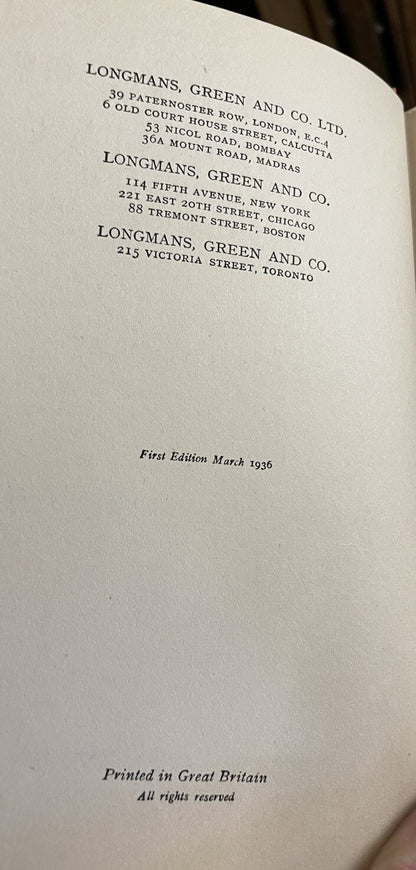 LONGMANS, GREEN AND CO. LTD.
39 PATERNOSTER ROW, LONDON, E.C.4
6 OLD COURT HOUSE STREET, CALCUTTA
53 NICOL ROAD, BOMBAY
36A MOUNT ROAD, MADRAS
LONGMANS, GREEN AND CO.
114 FIFTH AVENUE, NEW YORK
221 EAST 20TH STREET, CHICAGO
88 TREMONT STREET, BOSTON
LONGMANS, GREEN AND CO.
215 VICTORIA STREET, TORONTO
First Edition March 1936
Printed in Great Britain
All rights reserved